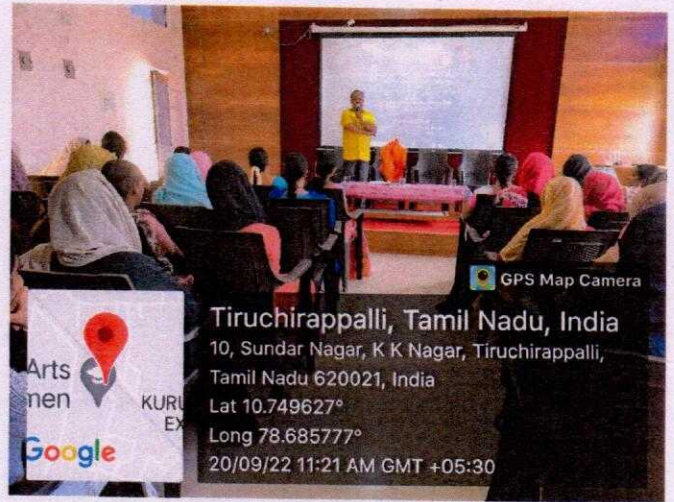 GPS Map Camera
Tiruchirappalli, Tamil Nadu, India
10, Sundar Nagar, K K Nagar, Tiruchirappalli,
Tamil Nadu 620021, India
Lat 10.749627°
Long 78.685777°
20/09/22 11:21 AM GMT +05:30
Arts
men
KURU
EX
Google